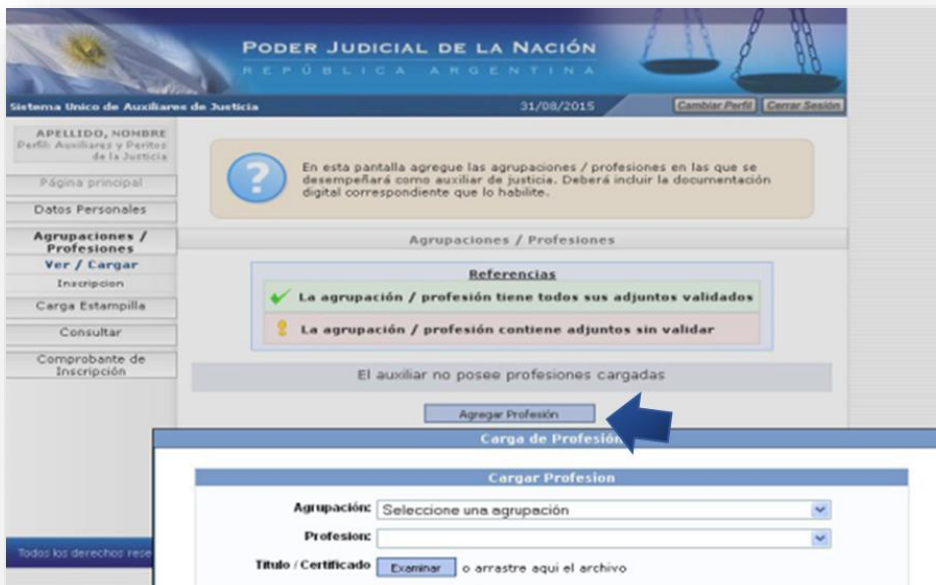 PODER JUDICIAL DE LA NACIÓN
REPÚBLICA ARGENTINA
Sistema Unico de Auxiliares de Justicia
31/08/2015
Cambiar Perfil
Cerrar Sesión
APELLIDO, NOMBRE
Perfil: Auxiliares y Peritos
de la Justicia
Página principal
Datos Personales
Agrupaciones /
Profesiones
Ver / Cargar
Inscripcion
Carga Estampilla
Consultar
Comprobante de
Inscripción
?
En esta pantalla agregue las agrupaciones / profesiones en las que se
desempeñará como auxiliar de justicia. Deberá incluir la documentación
digital correspondiente que lo habilite.
Agrupaciones / Profesiones
Referencias
La agrupación / profesión tiene todos sus adjuntos validados
La agrupación / profesión contiene adjuntos sin validar
El auxiliar no posee profesiones cargadas
Agregar Profesión
Carga de Profesión
Cargar Profesion
Agrupación: Seleccione una agrupación
Profesion:
Título / Certificado Examinar o arrastre aqui el archivo
Todos los derechos rese